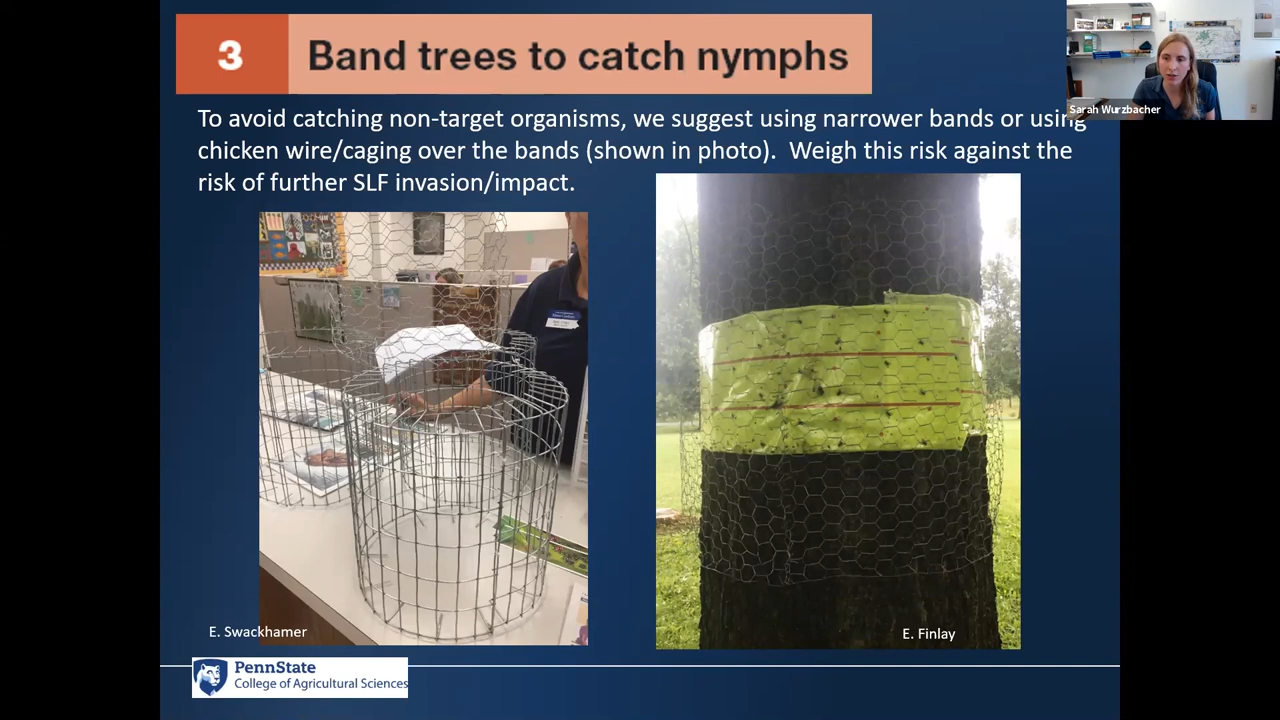 3 Band trees to catch nymphs
Sarah Wurzbacher
To avoid catching non-target organisms, we suggest using narrower bands or using
chicken wire/caging over the bands (shown in photo).  Weigh this risk against the
risk of further SLF invasion/impact.
E. Swackhamer
E. Finlay
PennState
College of Agricultural Sciences